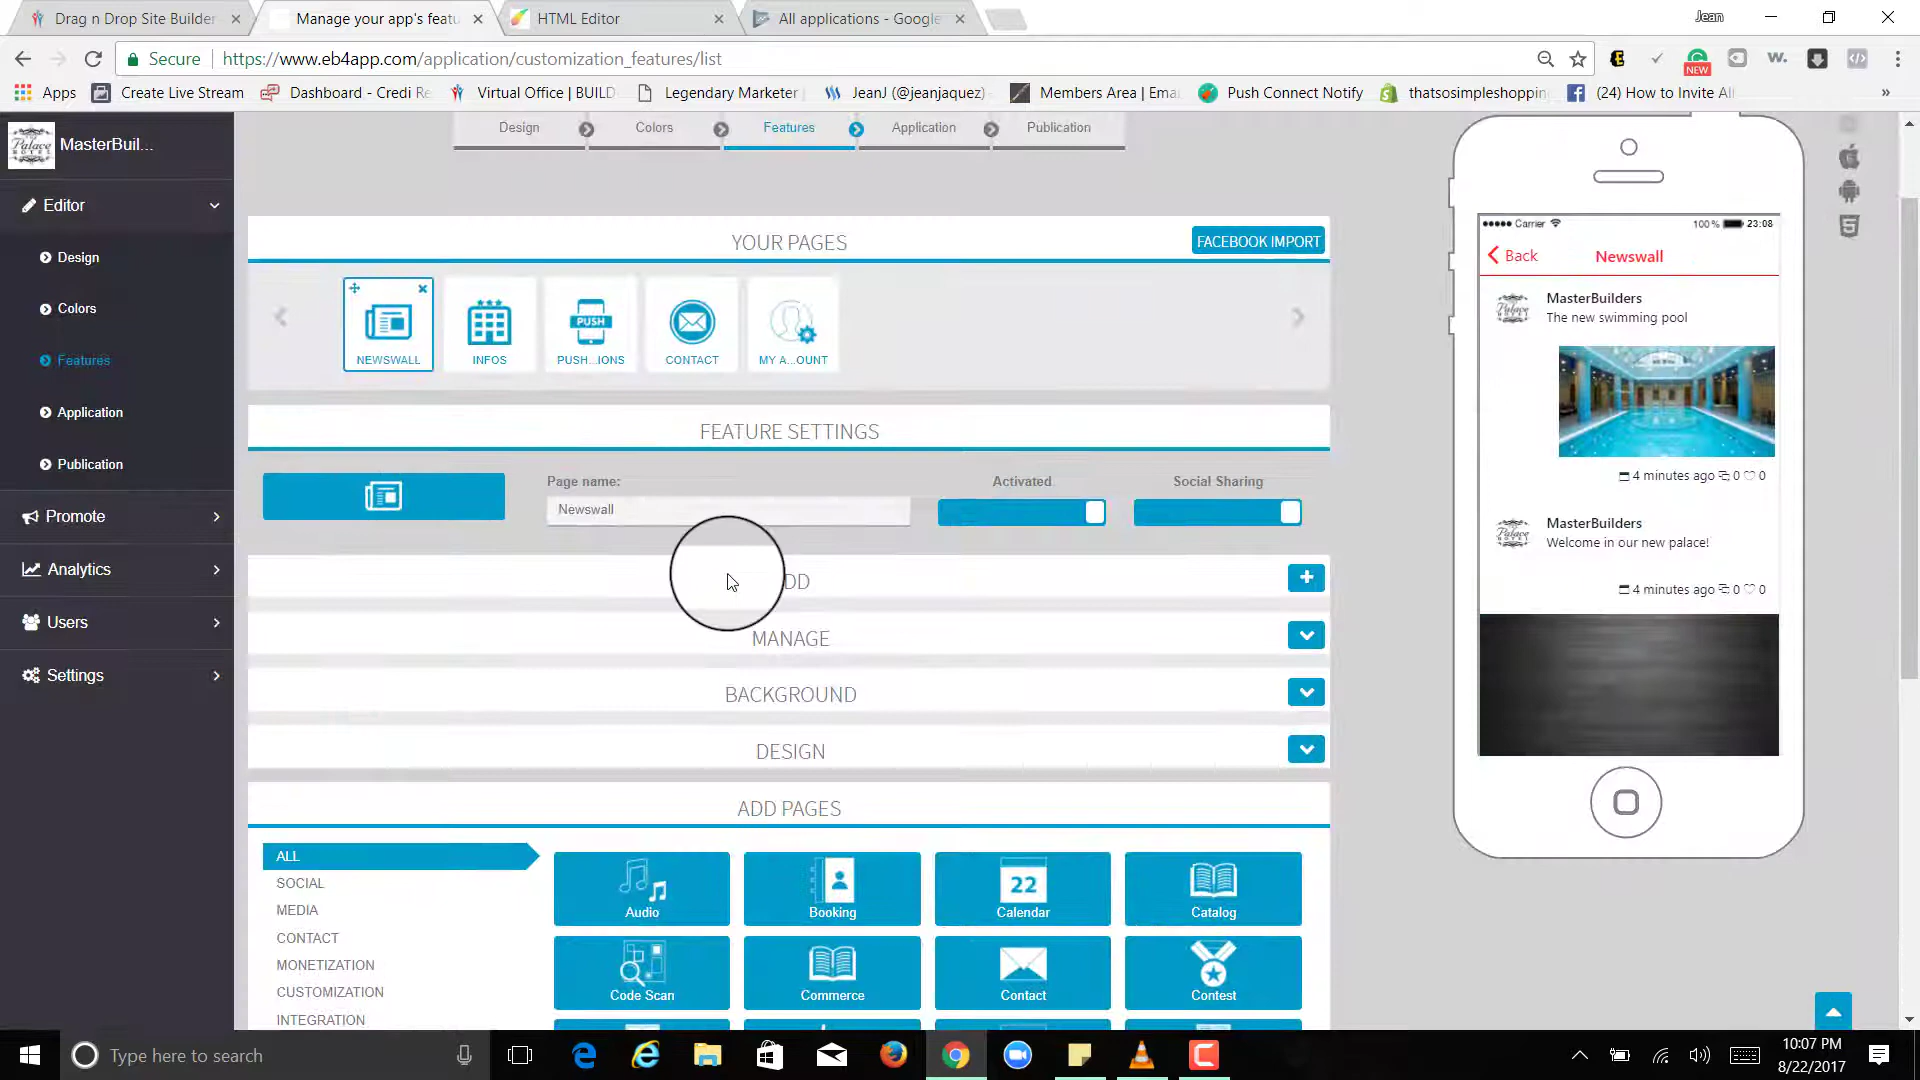 Drag n Drop Site Builder
Manage your app's featu
HTML Editor
All applications - Google
Jean
Secure
https://www.eb4app.com/application/customization_features/list
NEW
Apps
Create Live Stream
Dashboard - Credi Re
Virtual Office | BUILD
Legendary Marketer
JeanJ (@jeanjaquez)
Members Area | Ema
Push Connect Notify
thatsosimpleshopping
(24) How to Invite All
Palace
MasterBuil...
Editor
Design
Colors
Features
Application
Publication
Promote
Analytics
Users
Settings
Design
Colors
Features
Application
Publication
YOUR PAGES
FACEBOOK IMPORT
NEWSWALL
INFOS
PUSH
PUSH...IONS
CONTACT
MY A...OUNT
FEATURE SETTINGS
Page name:
Newswall
Activated
Social Sharing
DD
MANAGE
BACKGROUND
DESIGN
ADD PAGES
ALL
SOCIAL
MEDIA
CONTACT
MONETIZATION
CUSTOMIZATION
INTEGRATION
Audio
Booking
22
Calendar
Catalog
Code Scan
Commerce
Contact
Contest
Carrier
100 %
23:08
Back
Newswall
MasterBuilders
The new swimming pool
4 minutes ago 0 0
MasterBuilders
Welcome in our new palace!
4 minutes ago 0 0
Type here to search
10:07 PM
8/22/2017